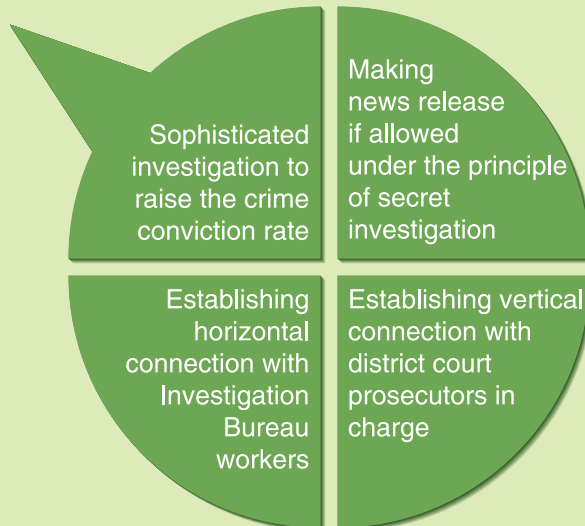 Sophisticated
investigation to
raise the crime
conviction rate
Making
news release
if allowed
under the principle
of secret
investigation
Establishing
horizontal
connection with
Investigation
Bureau
workers
Establishing vertical
connection with
district court
prosecutors in
charge